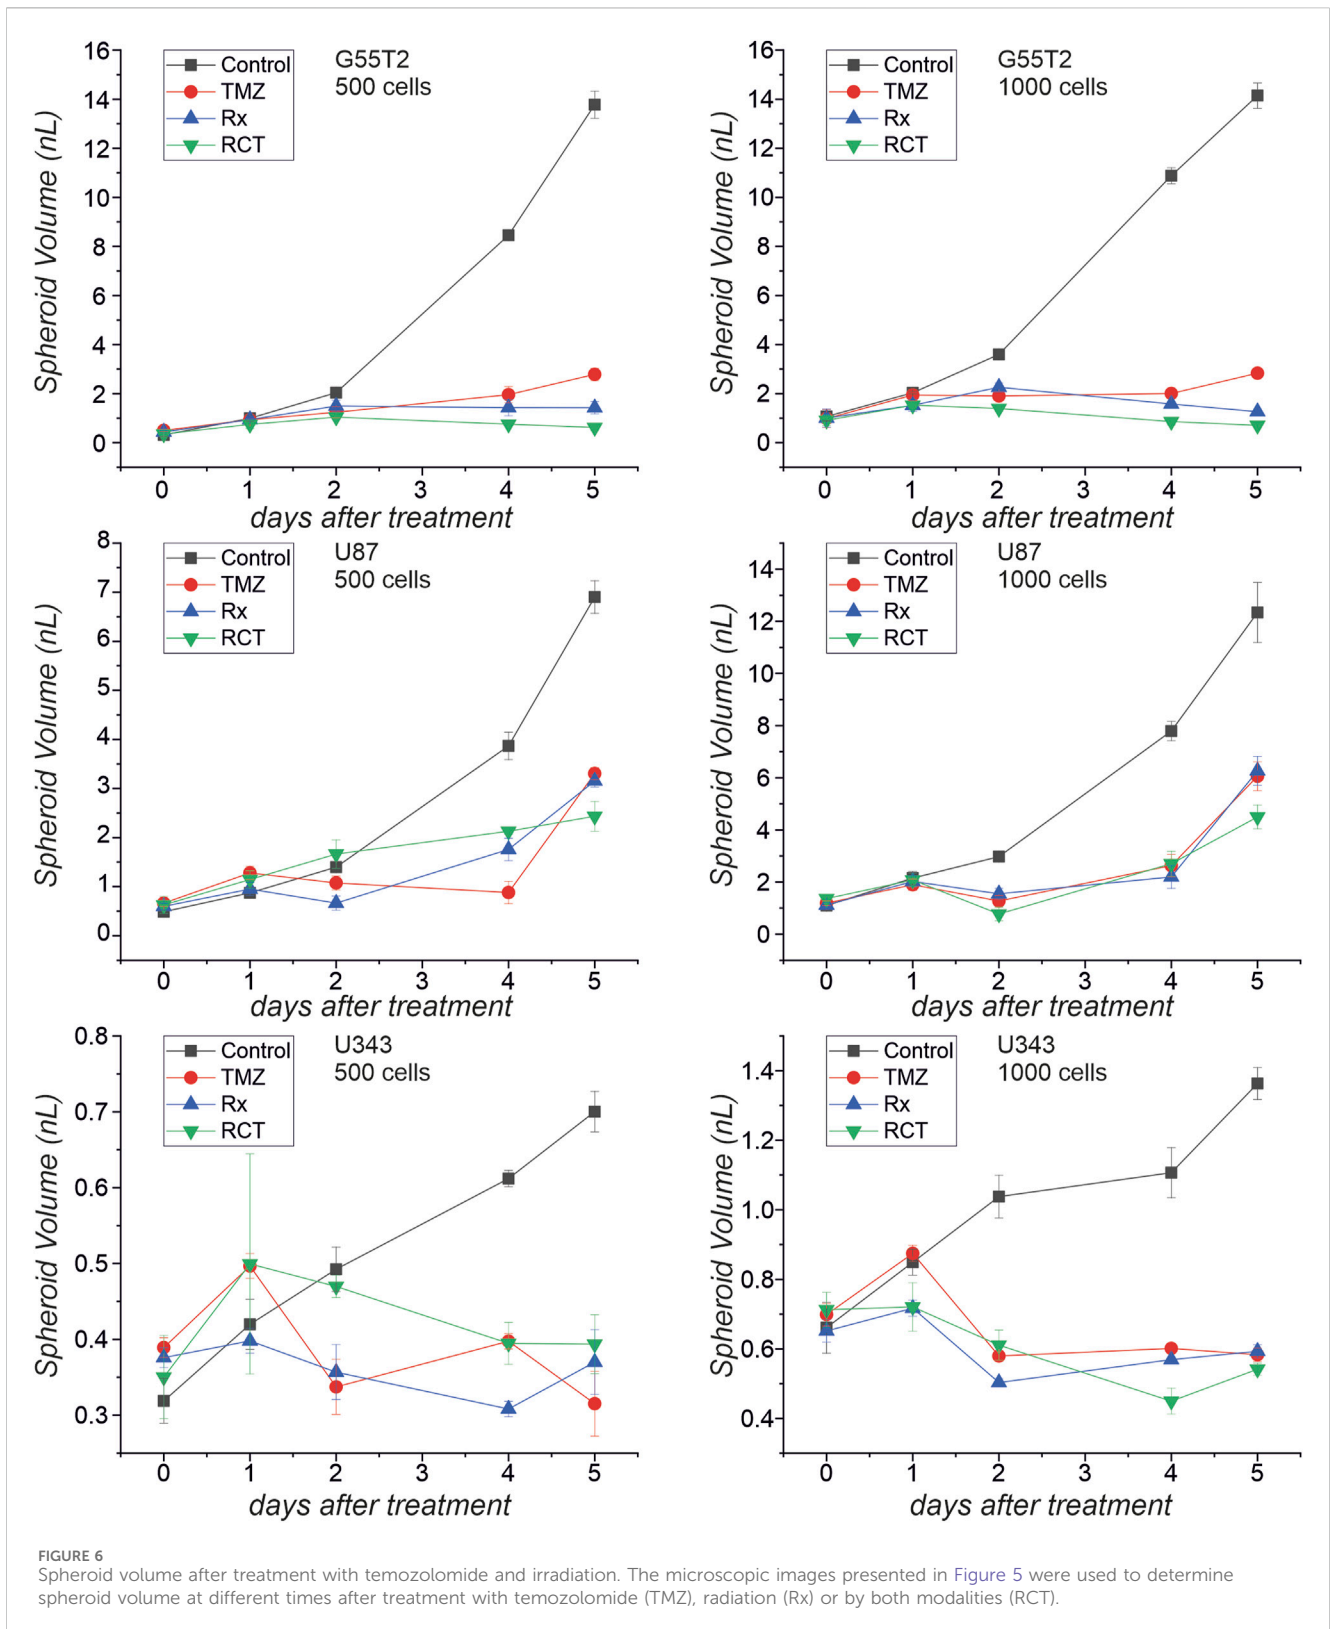 G55T2
500 cells
Control
TMZ
Rx
RCT
16
14
12
10
8
6
4
2
0
Spheroid Volume (nL)
0 1 2 3 4 5
days after treatment
G55T2
1000 cells
Control
TMZ
Rx
RCT
16
14
12
10
8
6
4
2
0
Spheroid Volume (nL)
0 1 2 3 4 5
days after treatment
U87
500 cells
Control
TMZ
Rx
RCT
8
7
6
5
4
3
2
1
0
Spheroid Volume (nL)
0 1 2 3 4 5
days after treatment
U87
1000 cells
Control
TMZ
Rx
RCT
14
12
10
8
6
4
2
0
Spheroid Volume (nL)
0 1 2 3 4 5
days after treatment
U343
500 cells
Control
TMZ
Rx
RCT
0.8
0.7
0.6
0.5
0.4
0.3
Spheroid Volume (nL)
0 1 2 3 4 5
days after treatment
U343
1000 cells
Control
TMZ
Rx
RCT
1.4
1.2
1.0
0.8
0.6
0.4
Spheroid Volume (nL)
0 1 2 3 4 5
days after treatment
FIGURE 6
Spheroid volume after treatment with temozolomide and irradiation. The microscopic images presented in Figure 5 were used to determine
spheroid volume at different times after treatment with temozolomide (TMZ), radiation (Rx) or by both modalities (RCT).